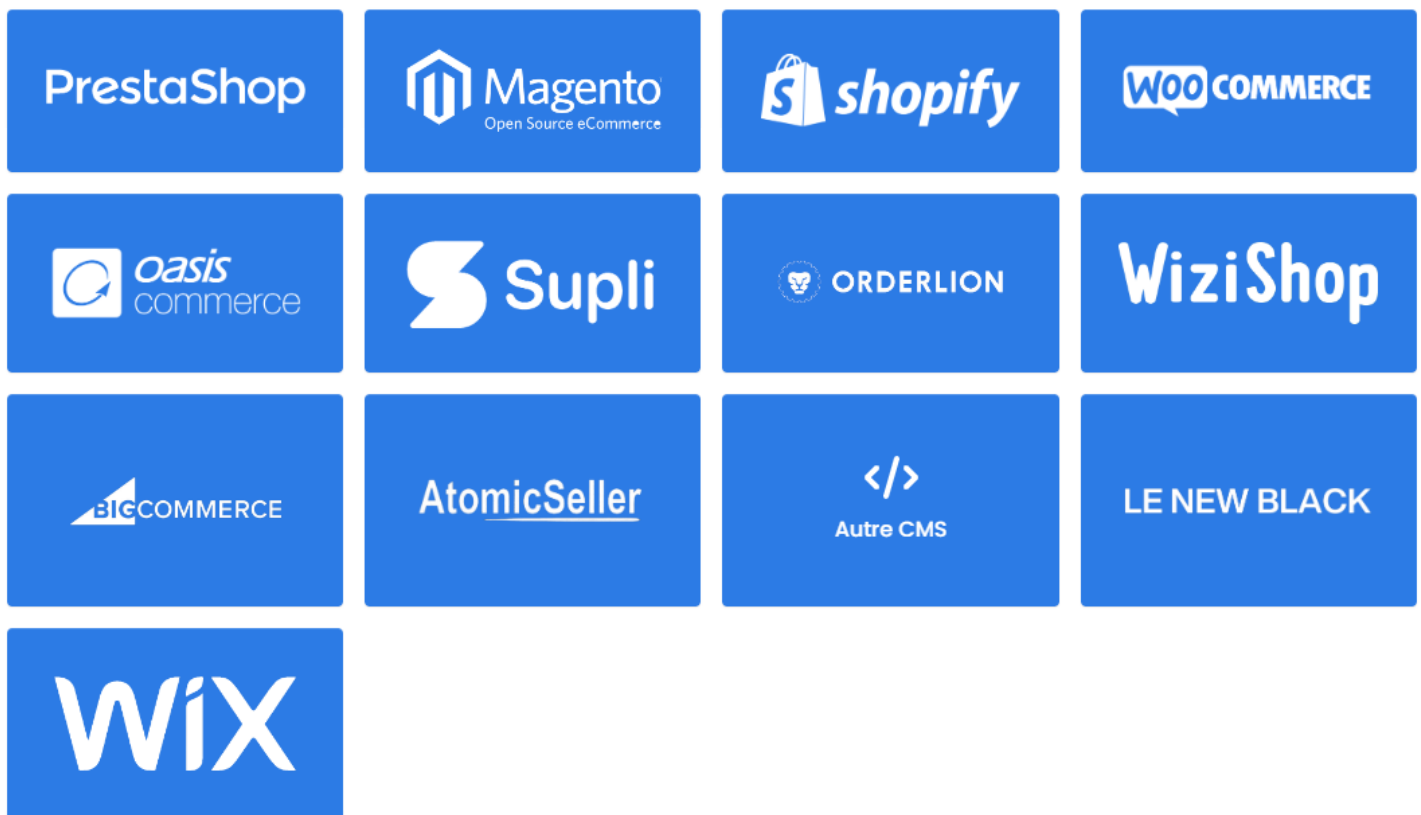 PrestaShop
Magento
Open Source eCommerce
S shopify
WOO COMMERCE
oasis
commerce
Supli
ORDERLION
WiziShop
BIGCOMMERCE
AtomicSeller
</>
Autre CMS
LE NEW BLACK
WiX